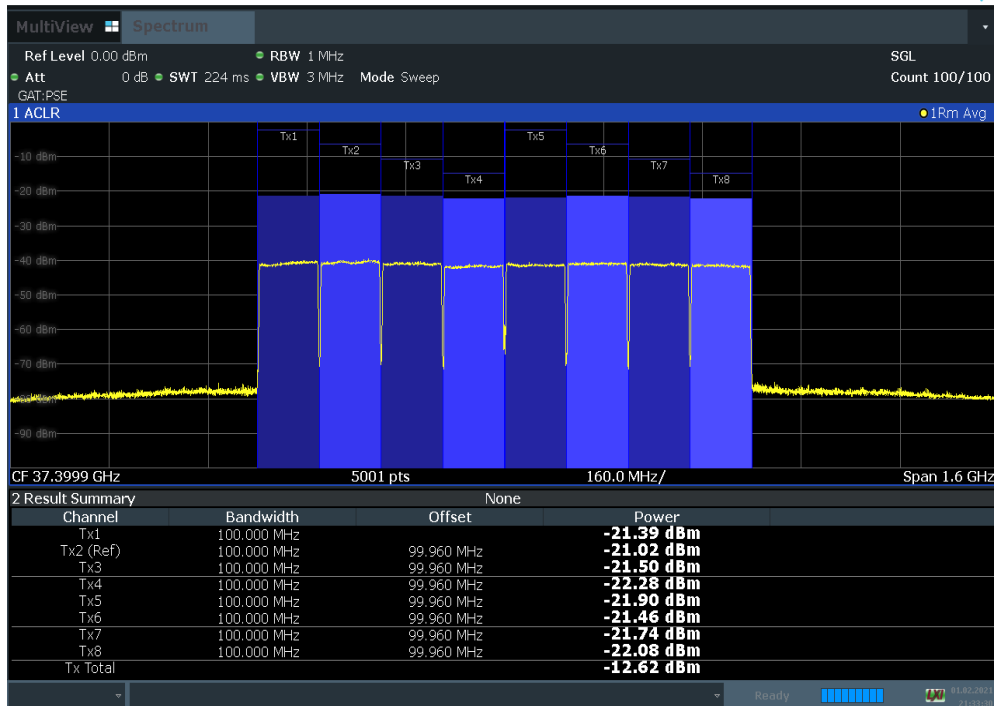 MultiView Spectrum
Ref Level 0.00 dBm RBW 1 MHz SGL
Att 0 dB SWT 224 ms VBW 3 MHz Mode Sweep Count 100/100
GAT:PSE
1 ACLR 1Rm Avg
Tx1 Tx5
Tx2 Tx6
-10 dBm
Tx3 Tx7
Tx4 Tx8
-20 dBm
-30 dBm
-40 dBm
-50 dBm
-60 dBm
-70 dBm
-90 dBm
CF 37.3999 GHz 5001 pts 160.0 MHz/ Span 1.6 GHz
2 Result Summary None
Channel Bandwidth Offset Power
Tx1 100.000 MHz -21.39 dBm
Tx2 (Ref) 100.000 MHz 99.960 MHz -21.02 dBm
Tx3 100.000 MHz 99.960 MHz -21.50 dBm
Tx4 100.000 MHz 99.960 MHz -22.28 dBm
Tx5 100.000 MHz 99.960 MHz -21.90 dBm
Tx6 100.000 MHz 99.960 MHz -21.46 dBm
Tx7 100.000 MHz 99.960 MHz -21.74 dBm
Tx8 100.000 MHz 99.960 MHz -22.08 dBm
Tx Total -12.62 dBm
Ready LXI 01.02.2021